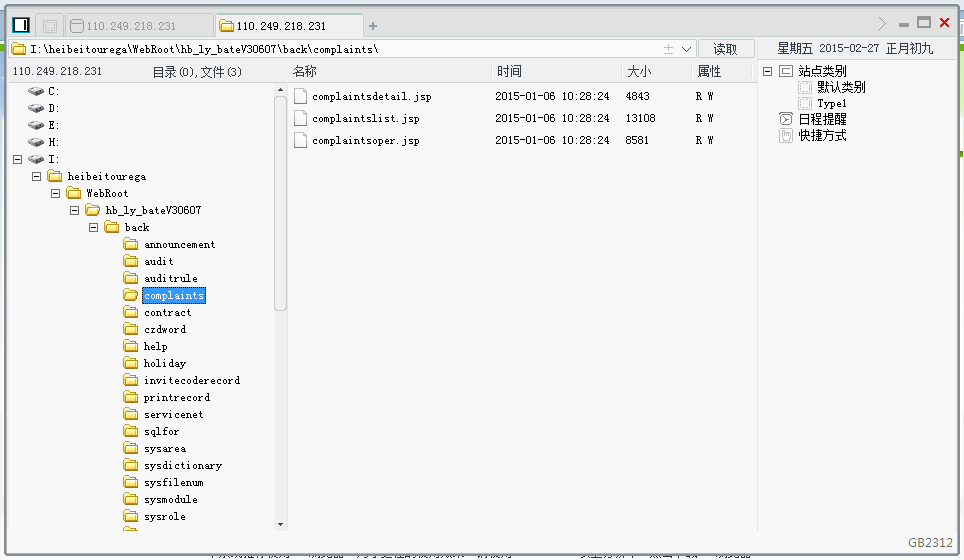 110.249.218.231
110.249.218.231
I:\heibeitourega\WebRoot\hb_ly_bateV30607\back\complaints\
读取
星期五 2015-02-27 正月初九
110.249.218.231
目录(0),文件(3)
名称
时间
大小
属性
C:
D:
E:
H:
I:
heibeitourega
WebRoot
hb_ly_bateV30607
back
announcement
audit
auditrule
complaints
contract
czdword
help
holiday
invitecoderecord
printrecord
servicenet
sqlfor
sysarea
sysdictionary
sysfilenum
sysmodule
sysrole
complaintsdetail.jsp 2015-01-06 10:28:24 4843 R W
complaintslist.jsp 2015-01-06 10:28:24 13108 R W
complaintsoper.jsp 2015-01-06 10:28:24 8581 R W
站点类别
默认类别
Type1
日程提醒
快捷方式
GB2312